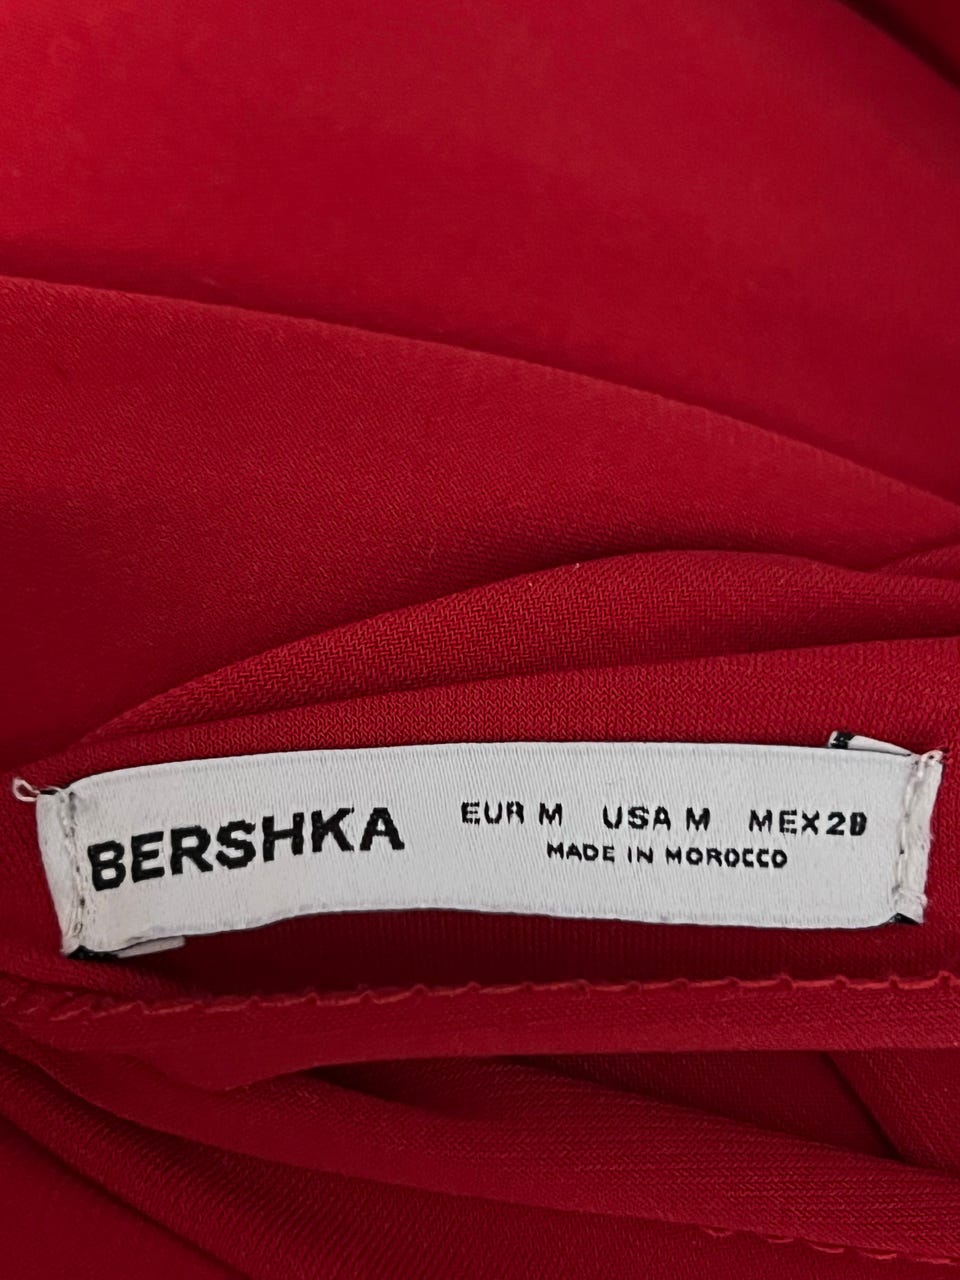 BERSHKA
EUR M USA M MEX 28
MADE IN MOROCCO